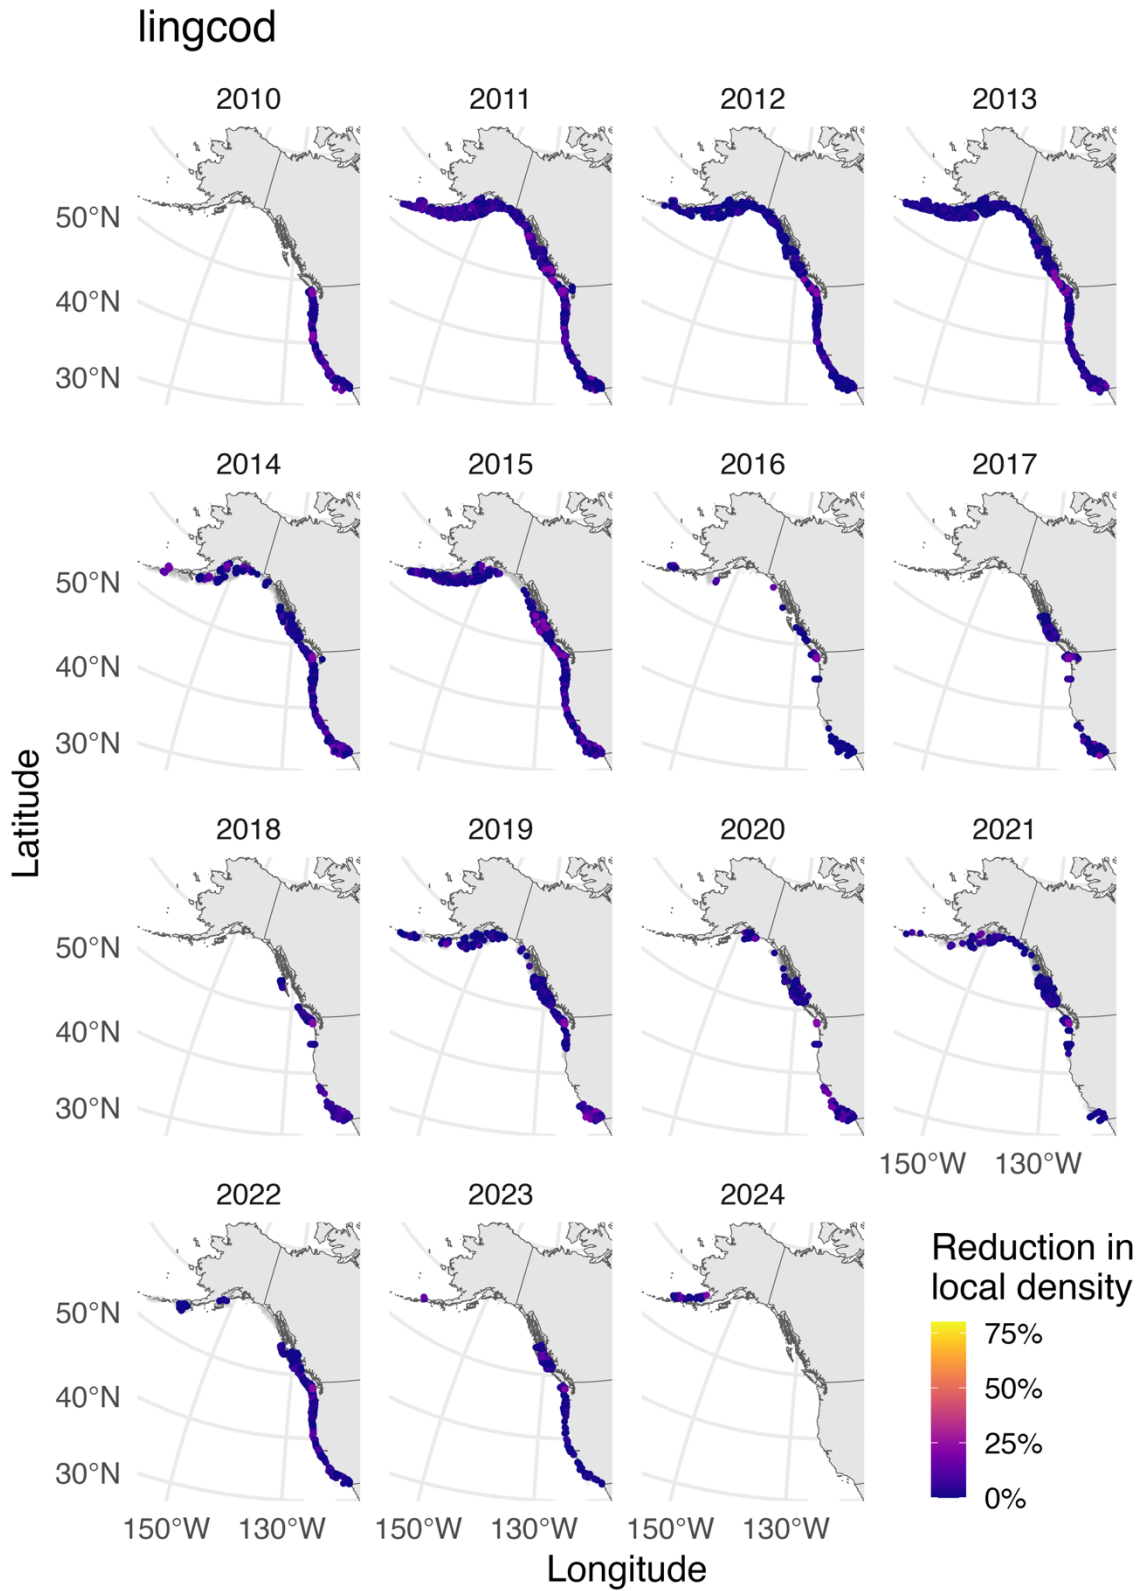 lingcod
2010 2011 2012 2013
50°N
40°N
30°N
2014 2015 2016 2017
50°N
40°N
30°N
Latitude
2018 2019 2020 2021
50°N
40°N
30°N
150°W 130°W
2022 2023 2024
50°N
40°N
30°N
150°W 130°W 150°W 130°W 150°W 130°W
Longitude
Reduction in
local density
75%
50%
25%
0%